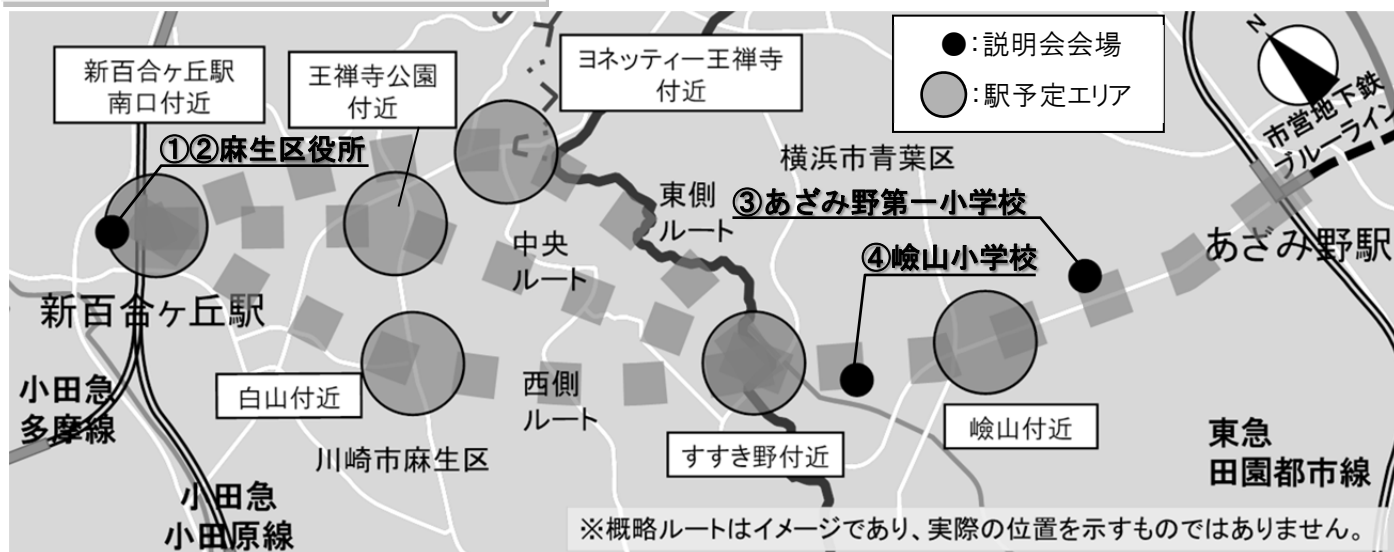 新百合ヶ丘駅
南口付近
王禅寺公園
付近
ヨネッティー王禅寺
付近
●：説明会会場
：駅予定エリア
N
市営地下鉄
ブルーライン
①②麻生区役所
横浜市青葉区
東側
ルート
③あざみ野第一小学校
中央
ルート
④嶮山小学校
あざみ野駅
新百合ヶ丘駅
小田急
多摩線
白山付近
西側
ルート
川崎市麻生区
すすき野付近
嶮山付近
東急
田園都市線
小田急
小田原線
※概略ルートはイメージであり、実際の位置を示すものではありません。